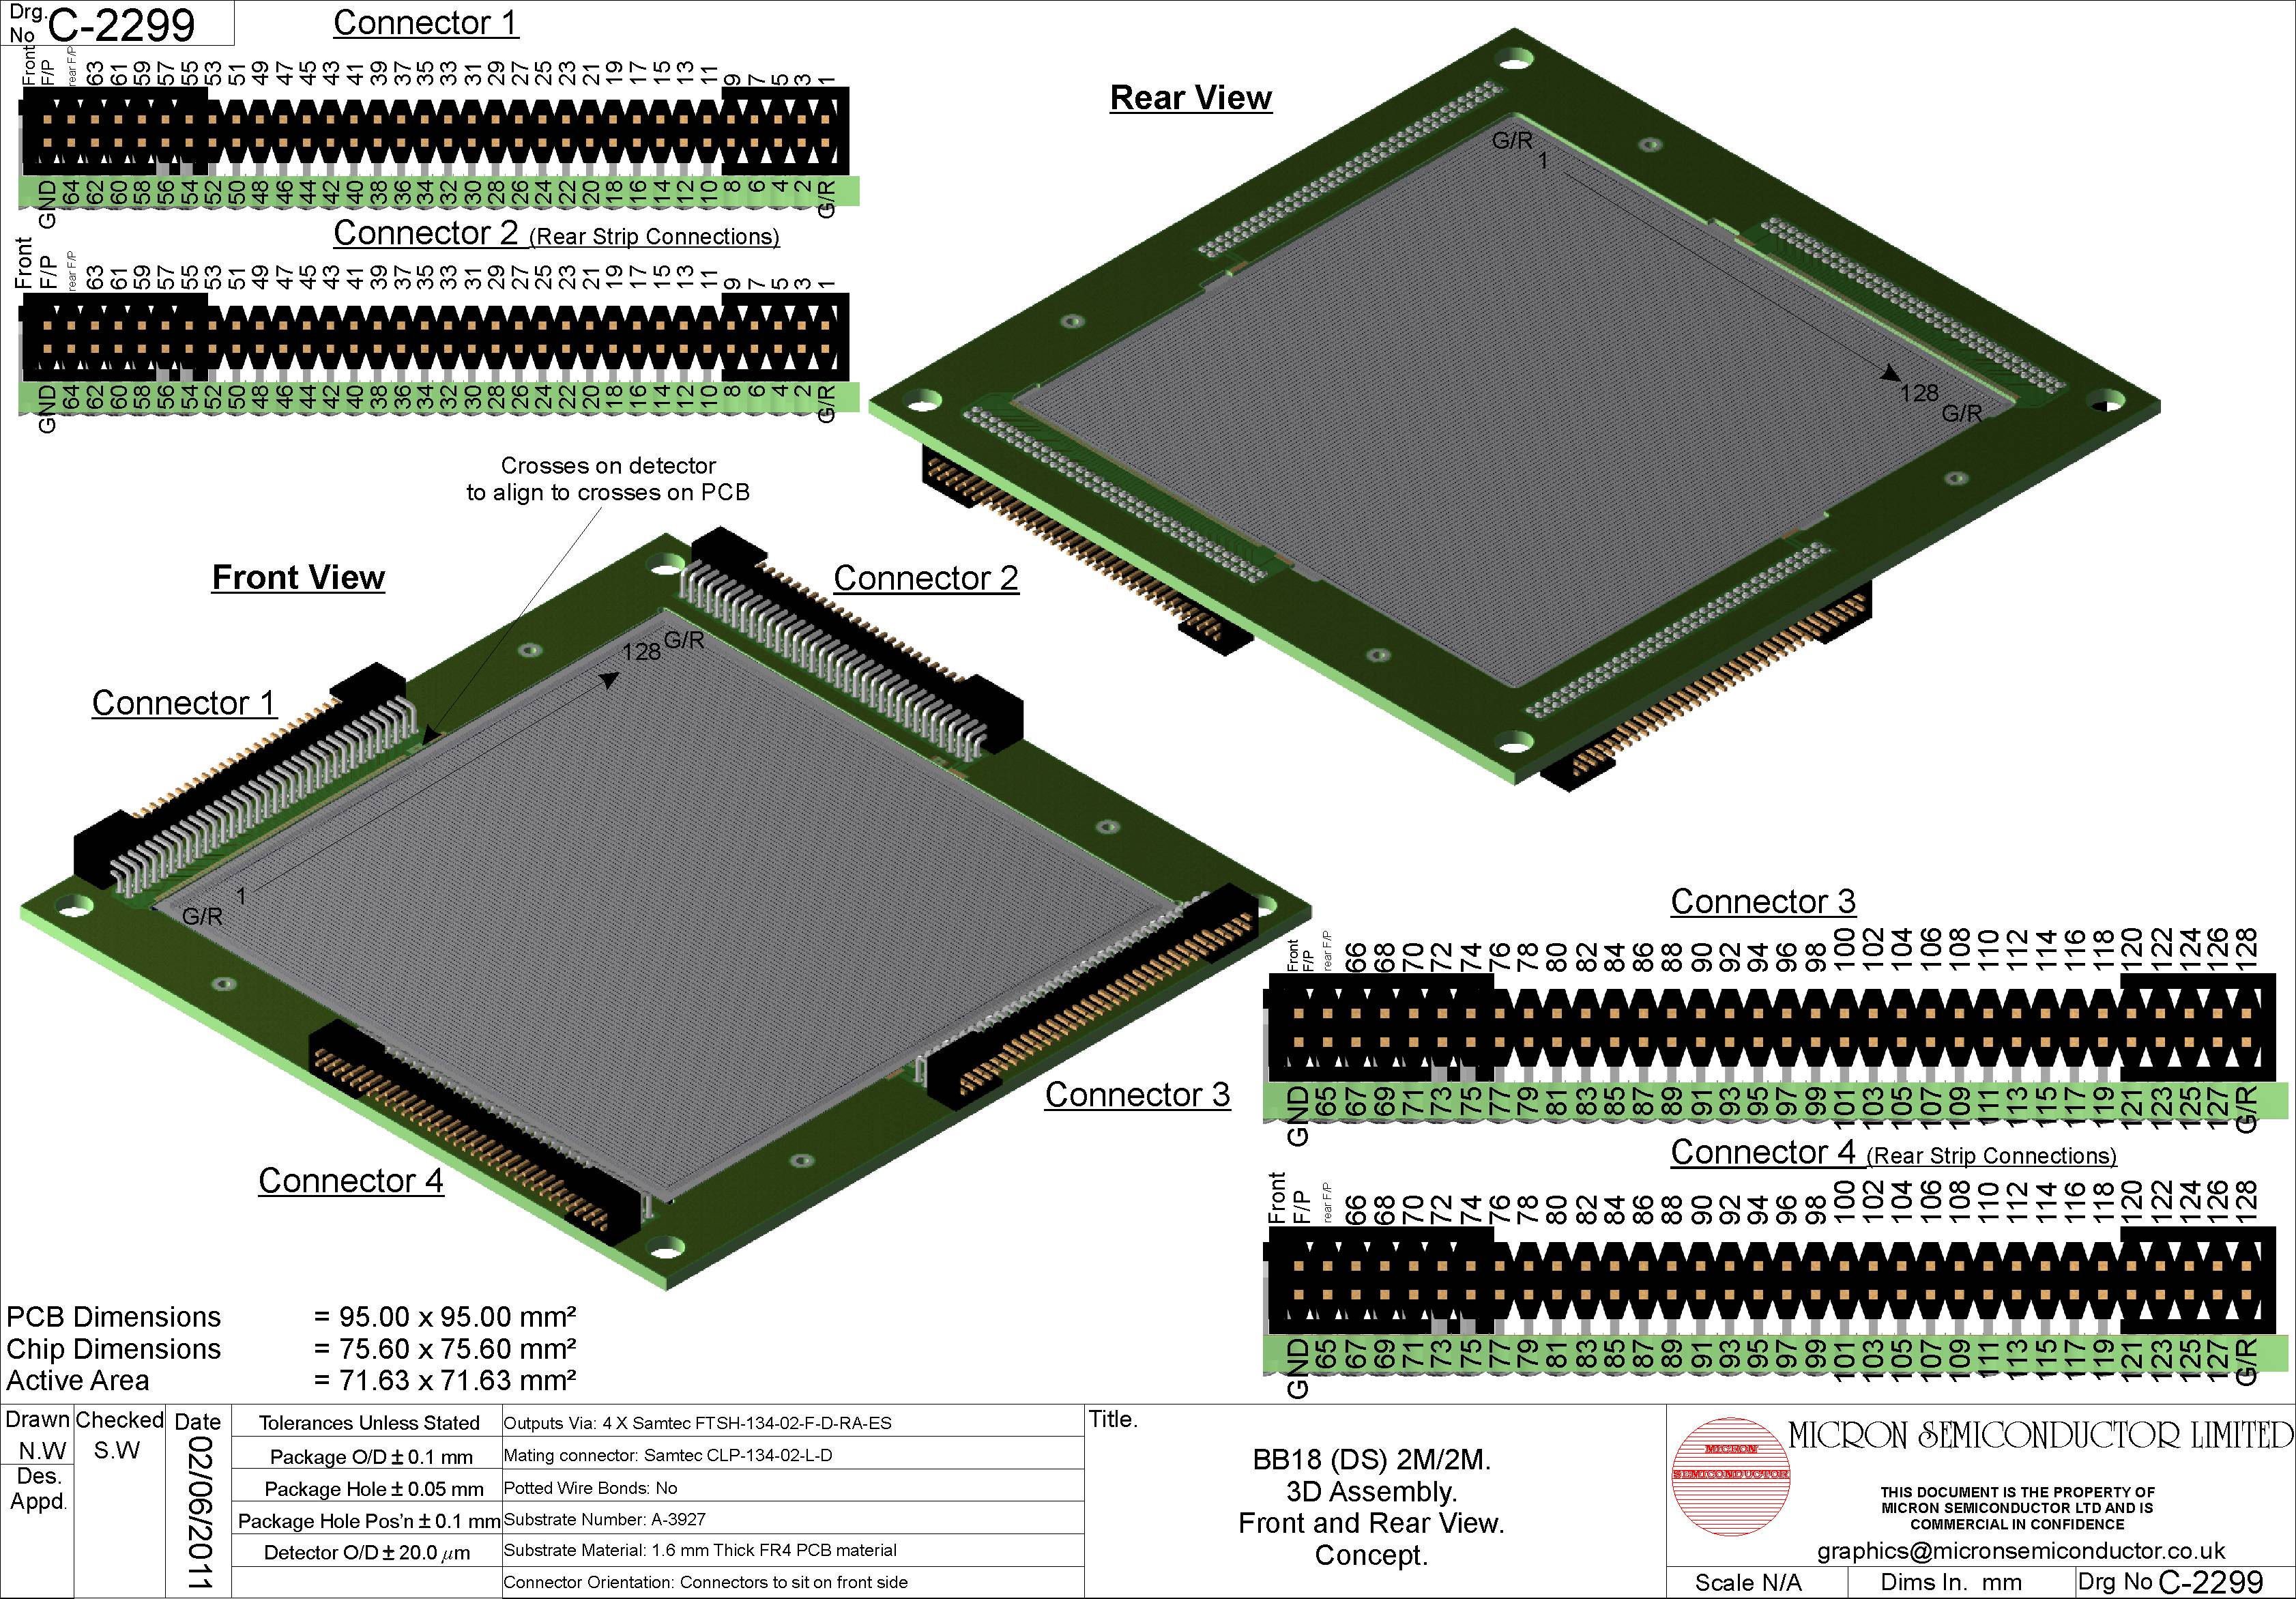 Drg. No C-2299
Connector 1
Front F/P rear F/P 63 61 59 57 55 53 51 49 47 45 43 41 39 37 35 33 31 29 27 25 23 21 19 17 15 13 11 9 7 5 3 1
GND 64 62 60 58 56 54 52 50 48 46 44 42 40 38 36 34 32 30 28 26 24 22 20 18 16 14 12 10 8 6 4 2 G/R
Connector 2 (Rear Strip Connections)
Front F/P rear F/P 63 61 59 57 55 53 51 49 47 45 43 41 39 37 35 33 31 29 27 25 23 21 19 17 15 13 11 9 7 5 3 1
GND 64 62 60 58 56 54 52 50 48 46 44 42 40 38 36 34 32 30 28 26 24 22 20 18 16 14 12 10 8 6 4 2 G/R
Rear View
G/R
1
128
G/R
Crosses on detector
to align to crosses on PCB
Front View
Connector 2
Connector 1
128 G/R
1
G/R
Connector 3
Connector 4
Connector 3
Front F/P rear F/P 66 68 70 72 74 76 78 80 82 84 86 88 90 92 94 96 98 100 102 104 106 108 110 112 114 116 118 120 122 124 126 128
GND 65 67 69 71 73 75 77 79 81 83 85 87 89 91 93 95 97 99 101 103 105 107 109 111 113 115 117 119 121 123 125 127 G/R
Connector 4 (Rear Strip Connections)
Front F/P rear F/P 66 68 70 72 74 76 78 80 82 84 86 88 90 92 94 96 98 100 102 104 106 108 110 112 114 116 118 120 122 124 126 128
GND 65 67 69 71 73 75 77 79 81 83 85 87 89 91 93 95 97 99 101 103 105 107 109 111 113 115 117 119 121 123 125 127 G/R
PCB Dimensions = 95.00 x 95.00 mm²
Chip Dimensions = 75.60 x 75.60 mm²
Active Area = 71.63 x 71.63 mm²
Drawn
N.W
Des.
Appd.
Checked
S.W
Date
02/06/2011
Tolerances Unless Stated
Package O/D ± 0.1 mm
Package Hole ± 0.05 mm
Package Hole Pos'n ± 0.1 mm
Detector O/D ± 20.0 µm
Outputs Via: 4 X Samtec FTSH-134-02-F-D-RA-ES
Mating connector: Samtec CLP-134-02-L-D
Potted Wire Bonds: No
Substrate Number: A-3927
Substrate Material: 1.6 mm Thick FR4 PCB material
Connector Orientation: Connectors to sit on front side
Title.
BB18 (DS) 2M/2M.
3D Assembly.
Front and Rear View.
Concept.
MICRON
SEMICONDUCTOR
MICRON SEMICONDUCTOR LIMITED
THIS DOCUMENT IS THE PROPERTY OF
MICRON SEMICONDUCTOR LTD AND IS
COMMERCIAL IN CONFIDENCE
graphics@micronsemiconductor.co.uk
Scale N/A
Dims In. mm
Drg No C-2299